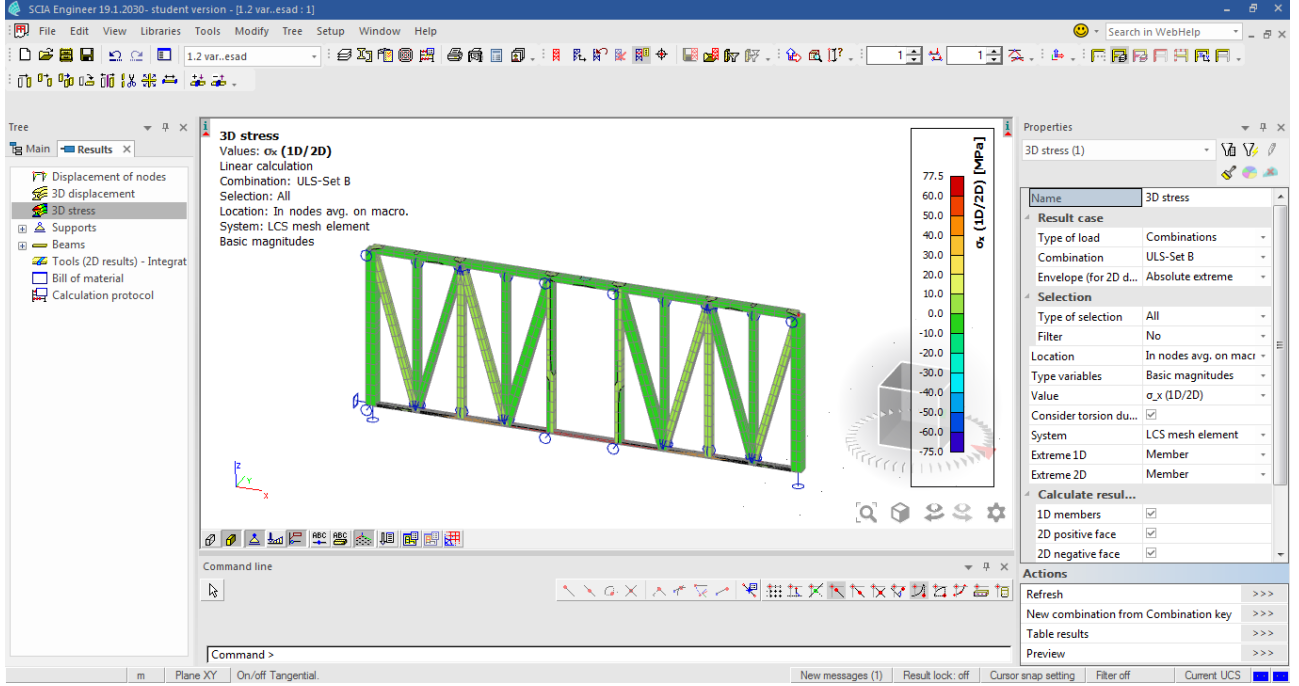 SCIA Engineer 19.1.2030- student version - [1.2 var..esad : 1]
File Edit View Libraries Tools Modify Tree Setup Window Help
Search in WebHelp
1.2 var..esad
1
1
Tree
Main Results
Displacement of nodes
3D displacement
3D stress
Supports
Beams
Tools (2D results) - Integrat
Bill of material
Calculation protocol
3D stress
Values: σx (1D/2D)
Linear calculation
Combination: ULS-Set B
Selection: All
Location: In nodes avg. on macro.
System: LCS mesh element
Basic magnitudes
σx (1D/2D) [MPa]
77.5
60.0
50.0
40.0
30.0
20.0
10.0
0.0
-10.0
-20.0
-30.0
-40.0
-50.0
-60.0
-75.0
z
y
x
ABC ABC
Command line
Command >
Properties
3D stress (1)
Name 3D stress
Result case
Type of load Combinations
Combination ULS-Set B
Envelope (for 2D d... Absolute extreme
Selection
Type of selection All
Filter No
Location In nodes avg. on macr
Type variables Basic magnitudes
Value σ_x (1D/2D)
Consider torsion du...
System LCS mesh element
Extreme 1D Member
Extreme 2D Member
Calculate resul...
1D members
2D positive face
2D negative face
Actions
Refresh >>>
New combination from Combination key >>>
Table results >>>
Preview >>>
m Plane XY On/off Tangential. New messages (1) Result lock: off Cursor snap setting Filter off Current UCS